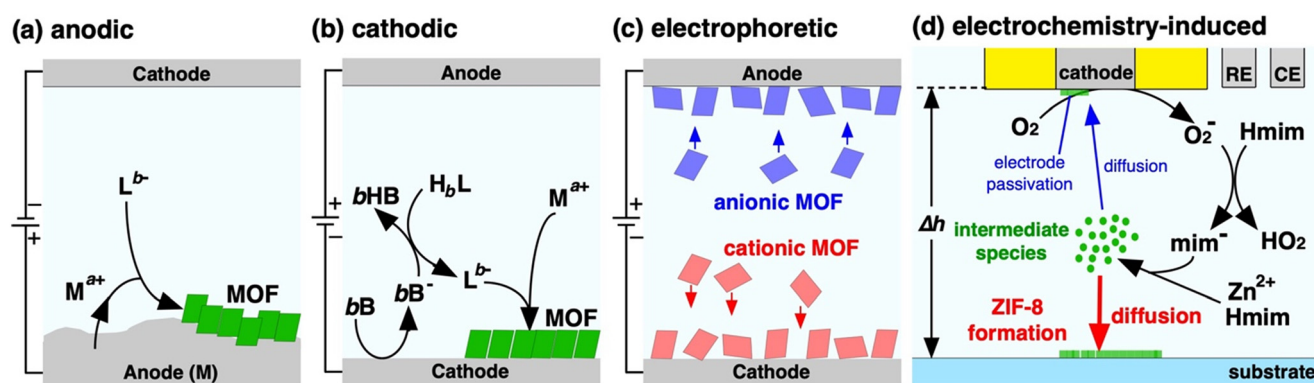 (a) anodic
Cathode
−
+
L^b-
M^a+
MOF
Anode (M)
(b) cathodic
Anode
+
−
bHB
H_bL
M^a+
bB
bB^-
L^b-
MOF
Cathode
(c) electrophoretic
Anode
+
−
anionic MOF
cationic MOF
Cathode
(d) electrochemistry-induced
cathode
RE
CE
O2
O2^-
Hmim
electrode
passivation
diffusion
Δh
intermediate
species
mim^-
HO2
ZIF-8
formation
diffusion
Zn^2+
Hmim
substrate